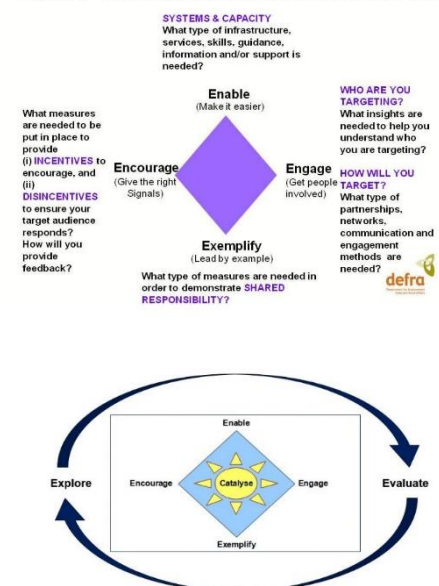 SYSTEMS & CAPACITY
What type of infrastructure,
services, skills, guidance,
information and/or support is
needed?
Enable
(Make it easier)
What measures
are needed to be
put in place to
provide
(i) INCENTIVES to
encourage, and
(ii)
DISINCENTIVES
to ensure your
target audience
responds?
How will you
provide
feedback?
Encourage
(Give the right
Signals)
Engage
(Get people
involved)
WHO ARE YOU
TARGETING?
What insights are
needed to help you
understand who
you are targeting?
HOW WILL YOU
TARGET?
What type of
partnerships,
networks,
communication and
engagement
methods are
needed?
Exemplify
(Lead by example)
What type of measures are needed in
order to demonstrate SHARED
RESPONSIBILITY?
defra
Enable
Explore
Encourage
Catalyse
Engage
Evaluate
Exemplify